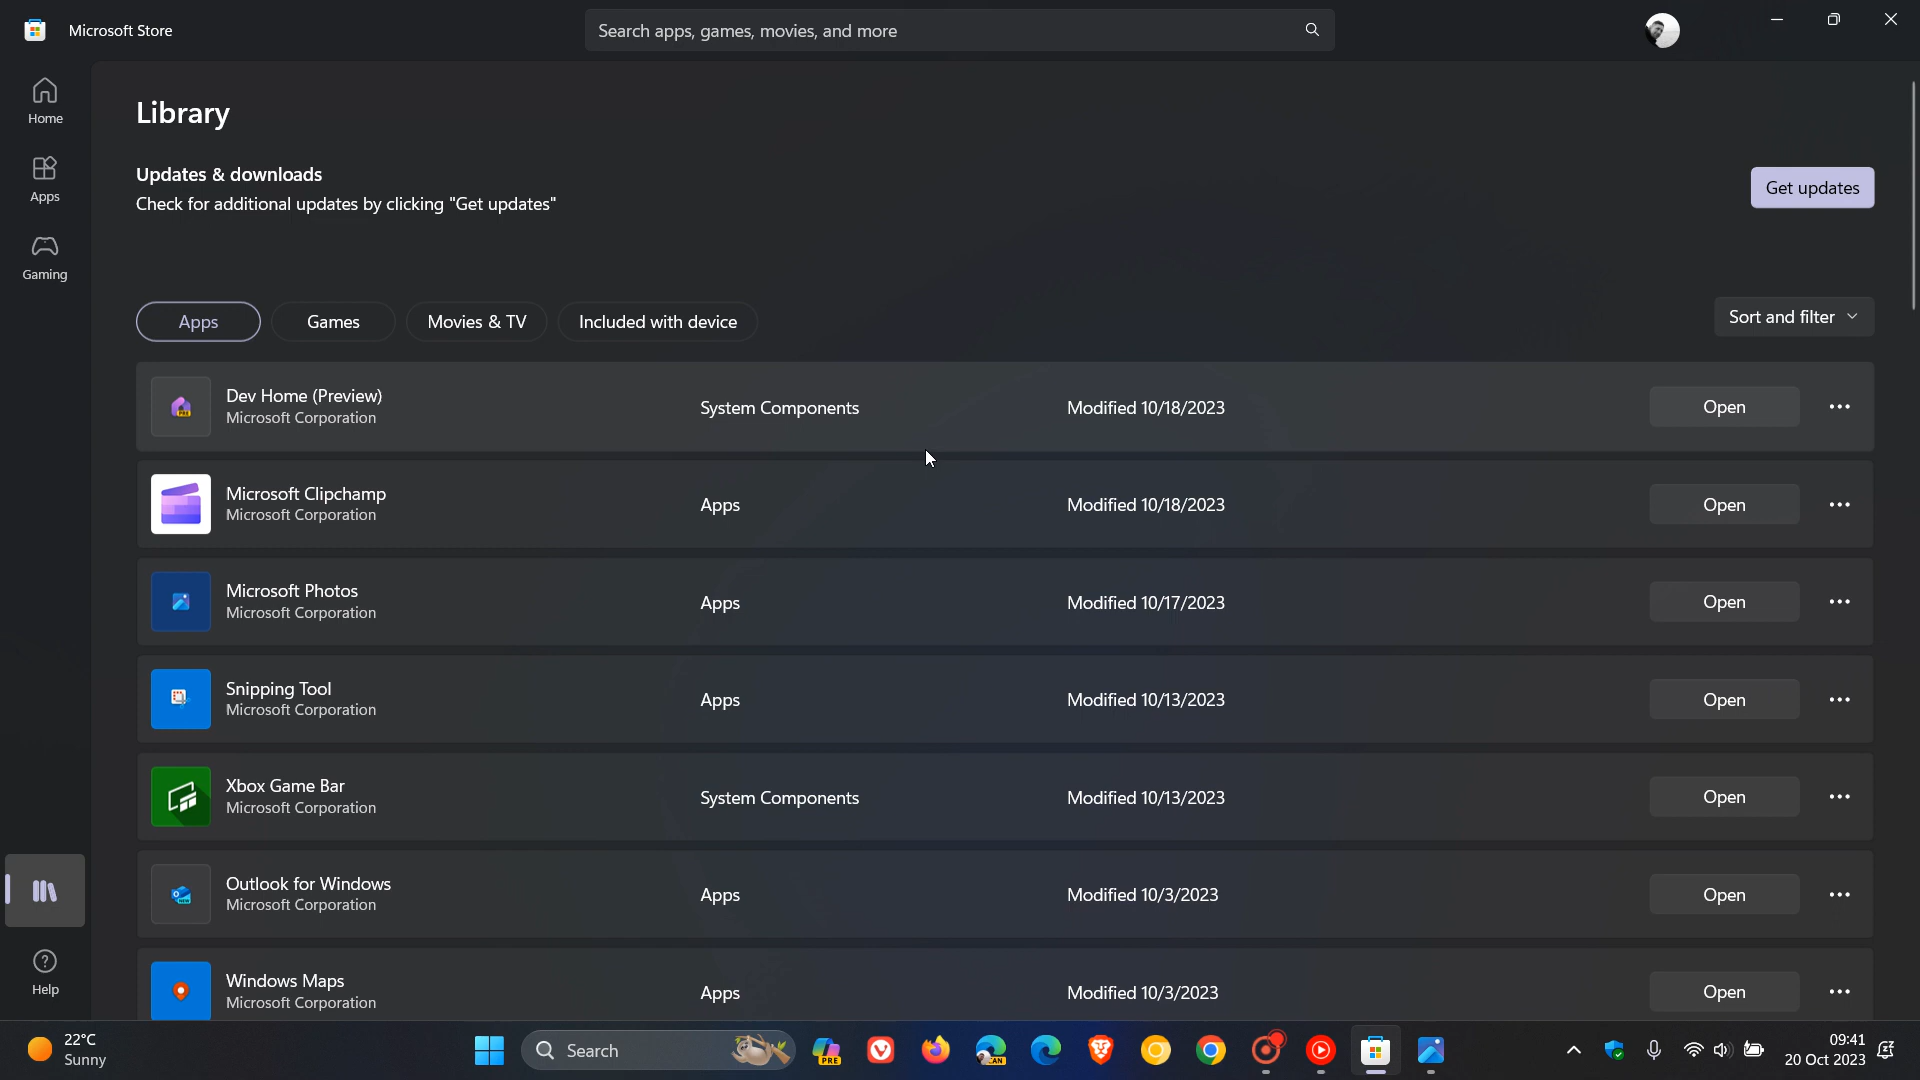 Microsoft Store
Search apps, games, movies, and more
Home
Apps
Gaming
Library
Updates & downloads
Check for additional updates by clicking "Get updates"
Get updates
Apps
Games
Movies & TV
Included with device
Sort and filter
Dev Home (Preview)
Microsoft Corporation
System Components
Modified 10/18/2023
Open
Microsoft Clipchamp
Microsoft Corporation
Apps
Modified 10/18/2023
Open
Microsoft Photos
Microsoft Corporation
Apps
Modified 10/17/2023
Open
Snipping Tool
Microsoft Corporation
Apps
Modified 10/13/2023
Open
Xbox Game Bar
Microsoft Corporation
System Components
Modified 10/13/2023
Open
Outlook for Windows
Microsoft Corporation
Apps
Modified 10/3/2023
Open
Windows Maps
Microsoft Corporation
Apps
Modified 10/3/2023
Open
Help
22°C
Sunny
Search
PRE
CAN
09:41
20 Oct 2023